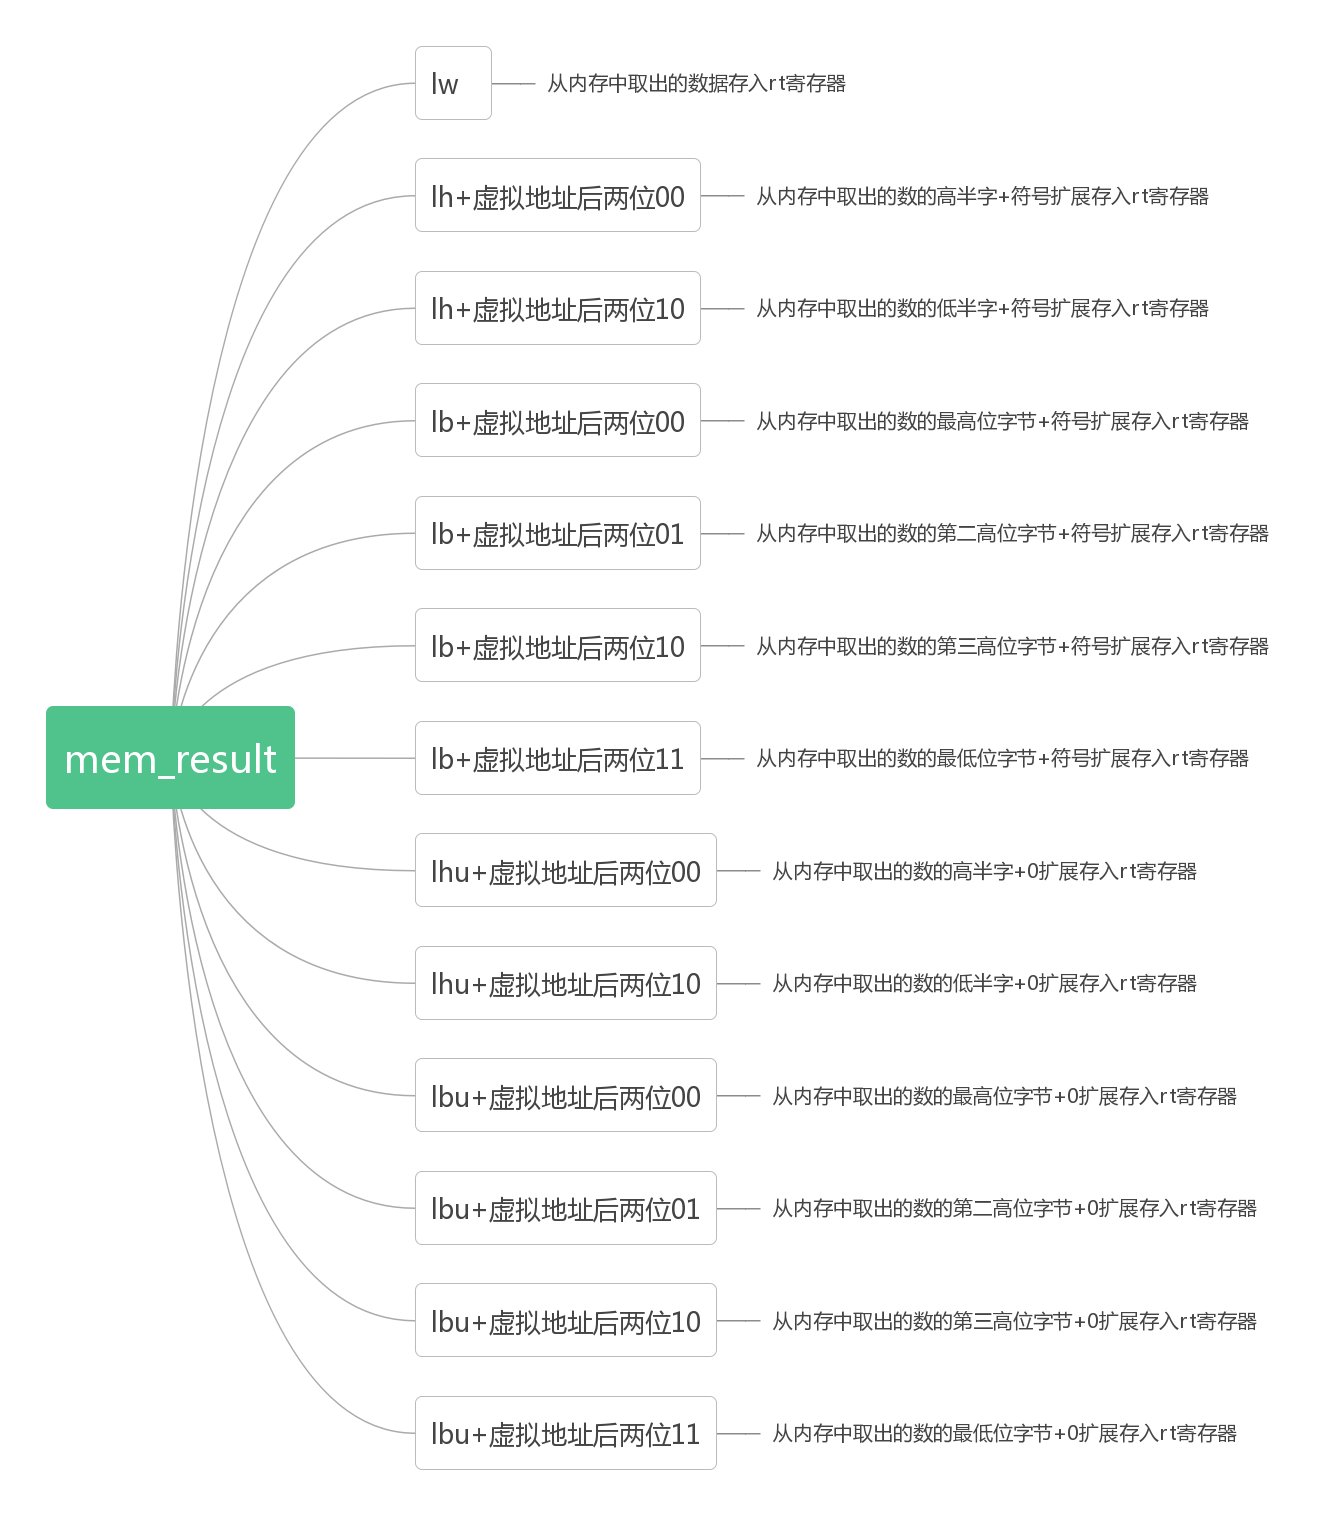 mem_result
lw
从内存中取出的数据存入rt寄存器
lh+虚拟地址后两位00
从内存中取出的数的高半字+符号扩展存入rt寄存器
lh+虚拟地址后两位10
从内存中取出的数的低半字+符号扩展存入rt寄存器
lb+虚拟地址后两位00
从内存中取出的数的最高位字节+符号扩展存入rt寄存器
lb+虚拟地址后两位01
从内存中取出的数的第二高位字节+符号扩展存入rt寄存器
lb+虚拟地址后两位10
从内存中取出的数的第三高位字节+符号扩展存入rt寄存器
lb+虚拟地址后两位11
从内存中取出的数的最低位字节+符号扩展存入rt寄存器
lhu+虚拟地址后两位00
从内存中取出的数的高半字+0扩展存入rt寄存器
lhu+虚拟地址后两位10
从内存中取出的数的低半字+0扩展存入rt寄存器
lbu+虚拟地址后两位00
从内存中取出的数的最高位字节+0扩展存入rt寄存器
lbu+虚拟地址后两位01
从内存中取出的数的第二高位字节+0扩展存入rt寄存器
lbu+虚拟地址后两位10
从内存中取出的数的第三高位字节+0扩展存入rt寄存器
lbu+虚拟地址后两位11
从内存中取出的数的最低位字节+0扩展存入rt寄存器